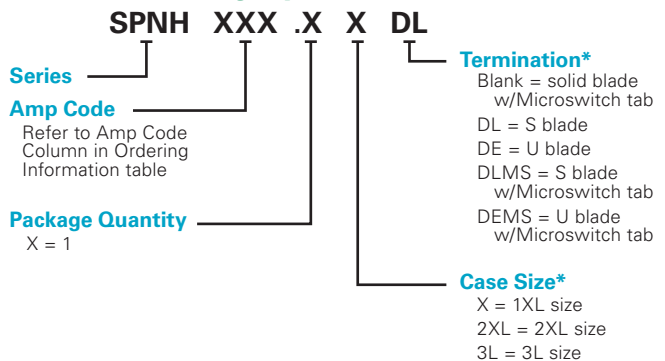 SPNH XXX .X X DL
Series
Amp Code
Refer to Amp Code
Column in Ordering
Information table
Package Quantity
X = 1
Termination*
Blank = solid blade
w/Microswitch tab
DL = S blade
DE = U blade
DLMS = S blade
w/Microswitch tab
DEMS = U blade
w/Microswitch tab
Case Size*
X = 1XL size
2XL = 2XL size
3L = 3L size